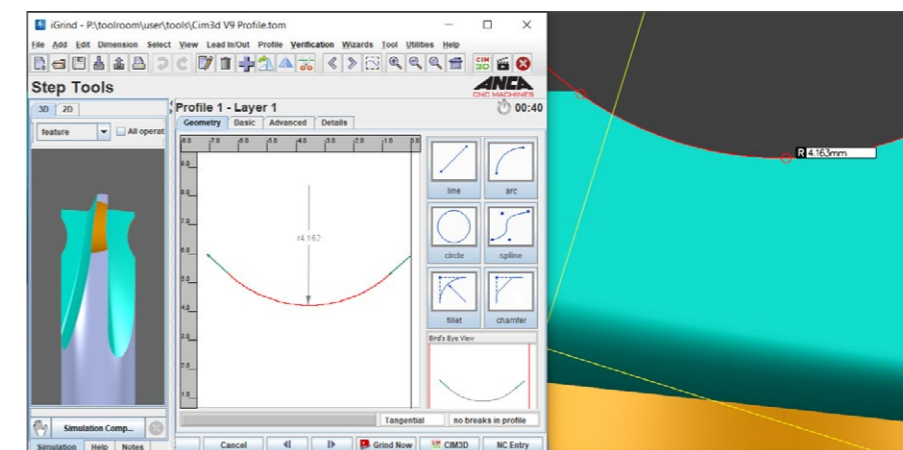 iGrind - P:\toolroom\user\tools\Cim3d V9 Profile.tom
File Add Edit Dimension Select View Lead In/Out Profile Verification Wizards Tool Utilities Help
CIM
3D
Step Tools
ANCA
CNC MACHINES
3D 2D
Profile 1 - Layer 1
00:40
feature
All operat
Geometry Basic Advanced Details
r4.162
line
arc
circle
spline
fillet
chamfer
Bird's Eye View
Tangential
no breaks in profile
Simulation Comp...
Simulation Help Notes
Cancel
Grind Now
CIM3D
NC Entry
R 4.163mm